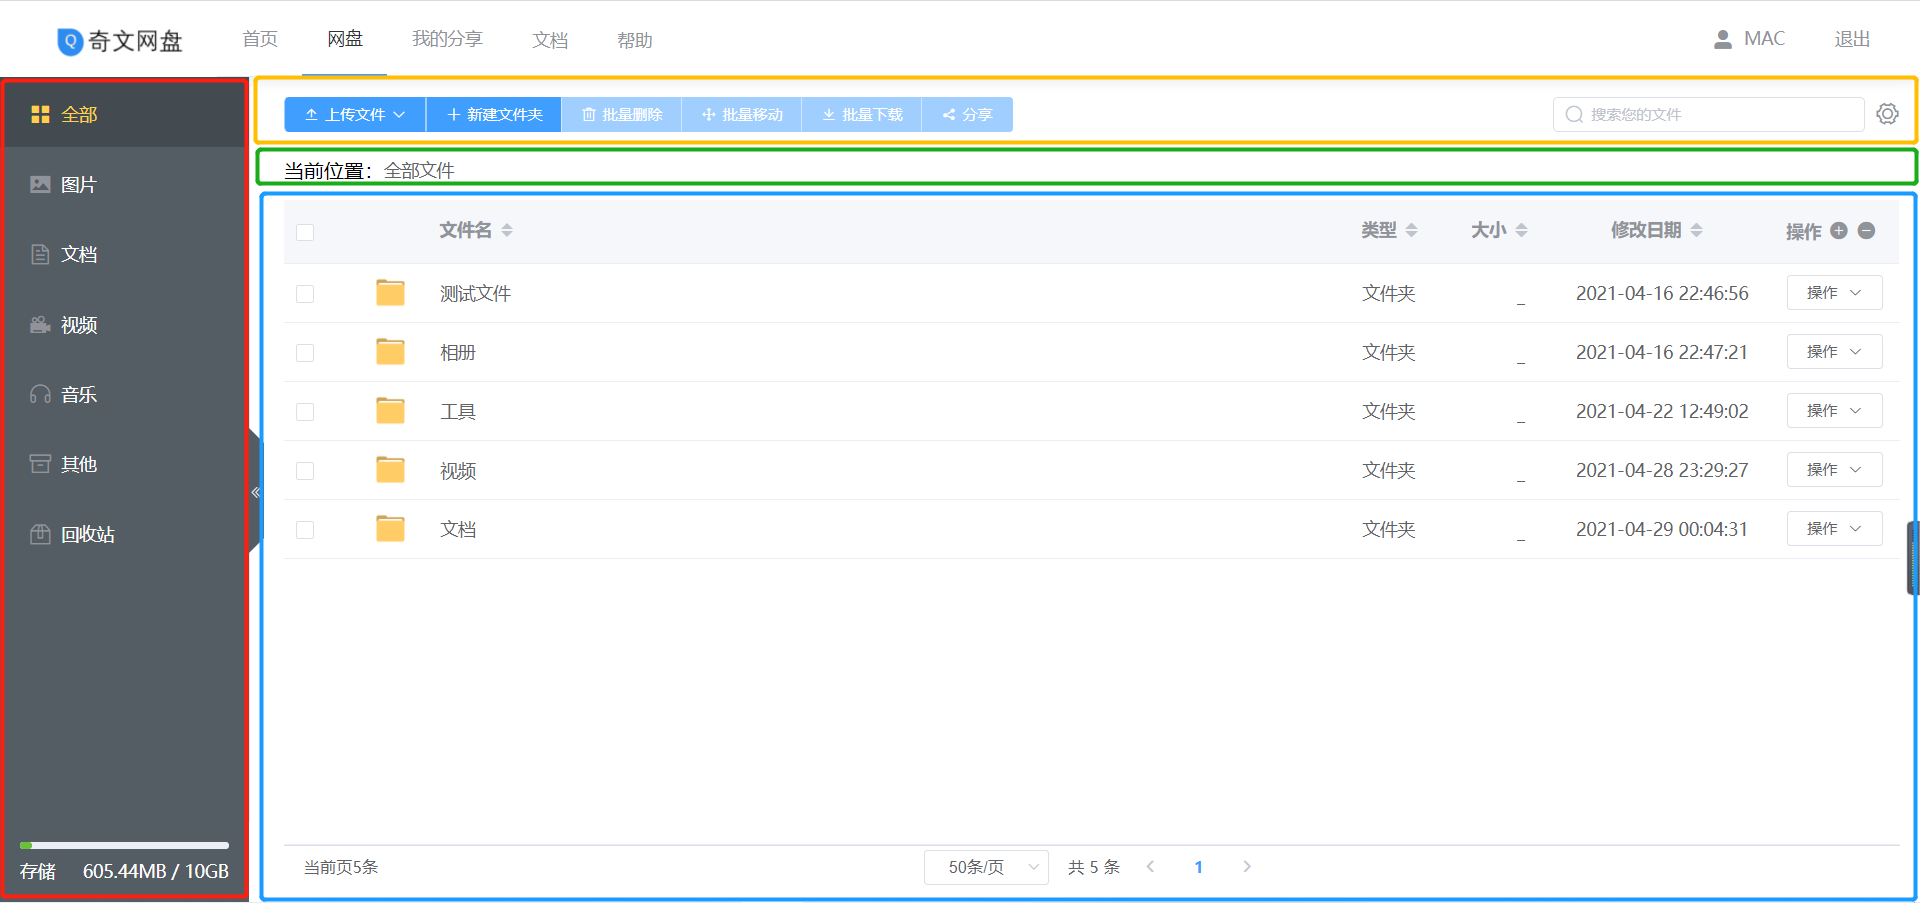 Q 奇文网盘 首页 网盘 我的分享 文档 帮助 MAC 退出
全部
图片
文档
视频
音乐
其他
回收站
存储 605.44MB / 10GB
上传文件 新建文件夹 批量删除 批量移动 批量下载 分享 搜索您的文件
当前位置： 全部文件
文件名 类型 大小 修改日期 操作
测试文件 文件夹 _ 2021-04-16 22:46:56 操作
相册 文件夹 _ 2021-04-16 22:47:21 操作
工具 文件夹 _ 2021-04-22 12:49:02 操作
视频 文件夹 _ 2021-04-28 23:29:27 操作
文档 文件夹 _ 2021-04-29 00:04:31 操作
当前页5条 50条/页 共 5 条 1